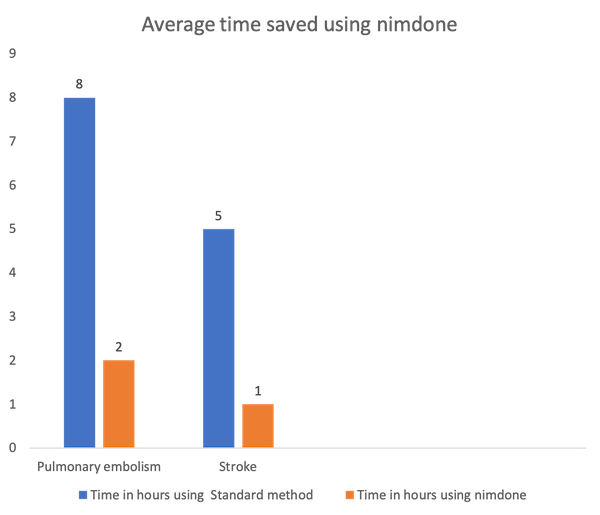 Average time saved using nimdone
9
8
7
6
5
4
3
2
1
0
8
2
5
1
Pulmonary embolism
Stroke
Time in hours using  Standard method
Time in hours using nimdone